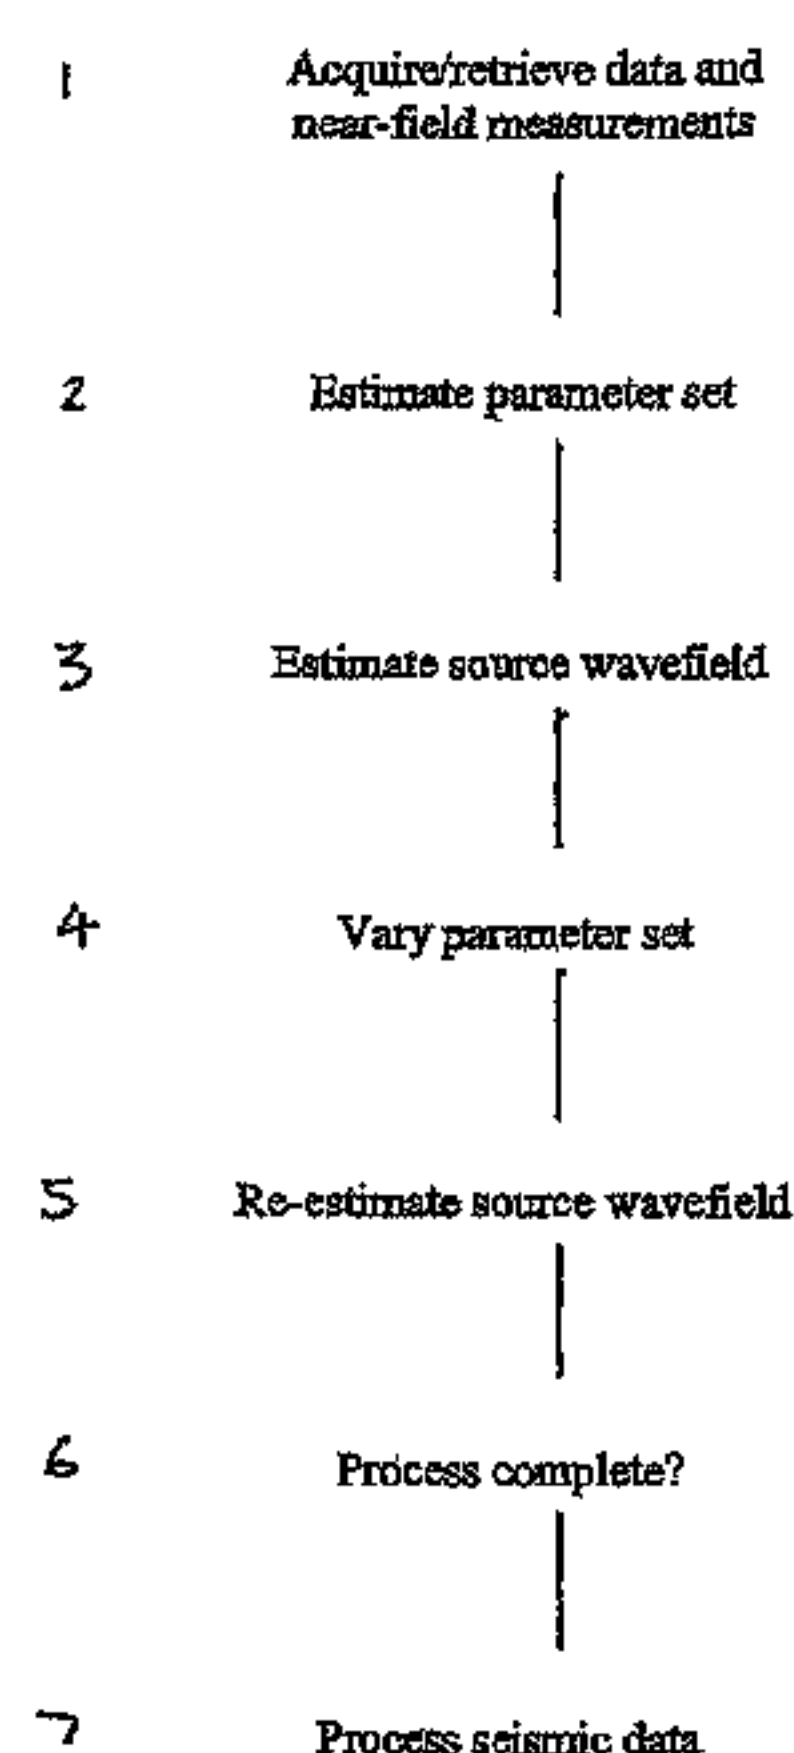 1 Acquire/retrieve data and
near-field measurements
2 Estimate parameter set
3 Estimate source wavefield
4 Vary parameter set
5 Re-estimate source wavefield
6 Process complete?
7 Process seismic data